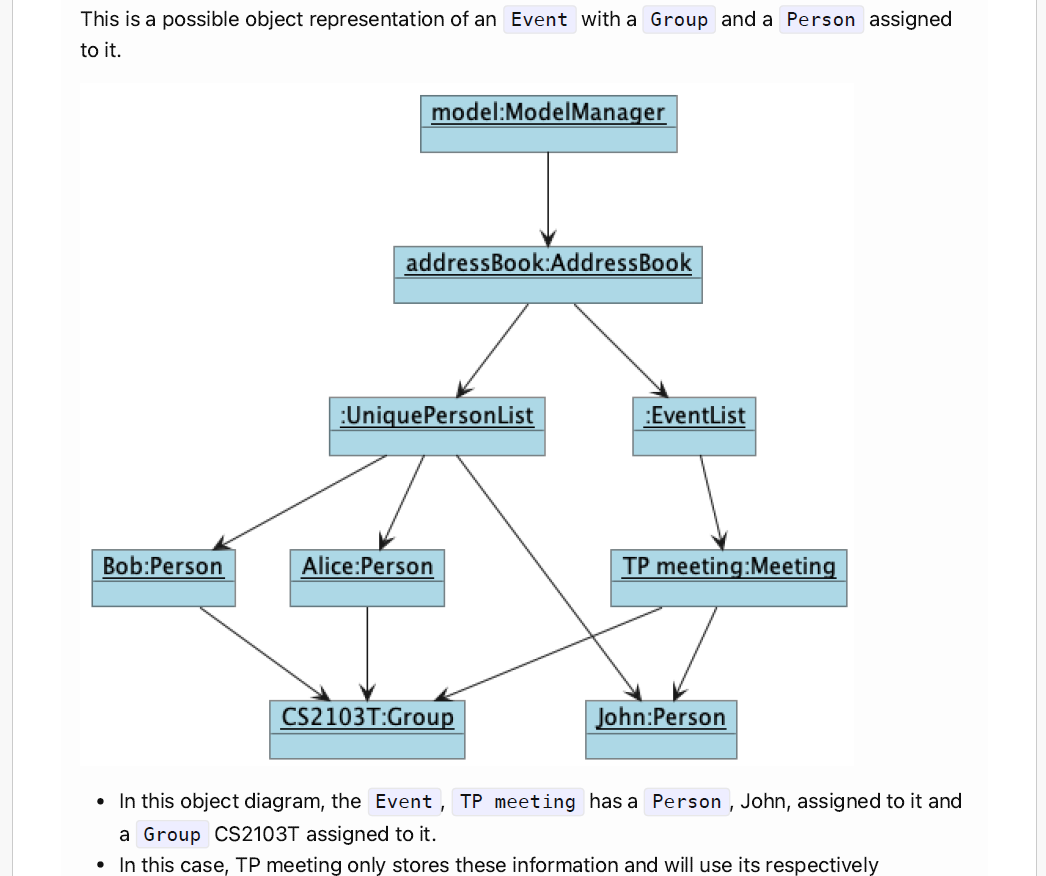 This is a possible object representation of an Event with a Group and a Person assigned
to it.
model:ModelManager
addressBook:AddressBook
:UniquePersonList
:EventList
Bob:Person
Alice:Person
TP meeting:Meeting
CS2103T:Group
John:Person
• In this object diagram, the Event, TP meeting has a Person, John, assigned to it and
a Group CS2103T assigned to it.
• In this case, TP meeting only stores these information and will use its respectively